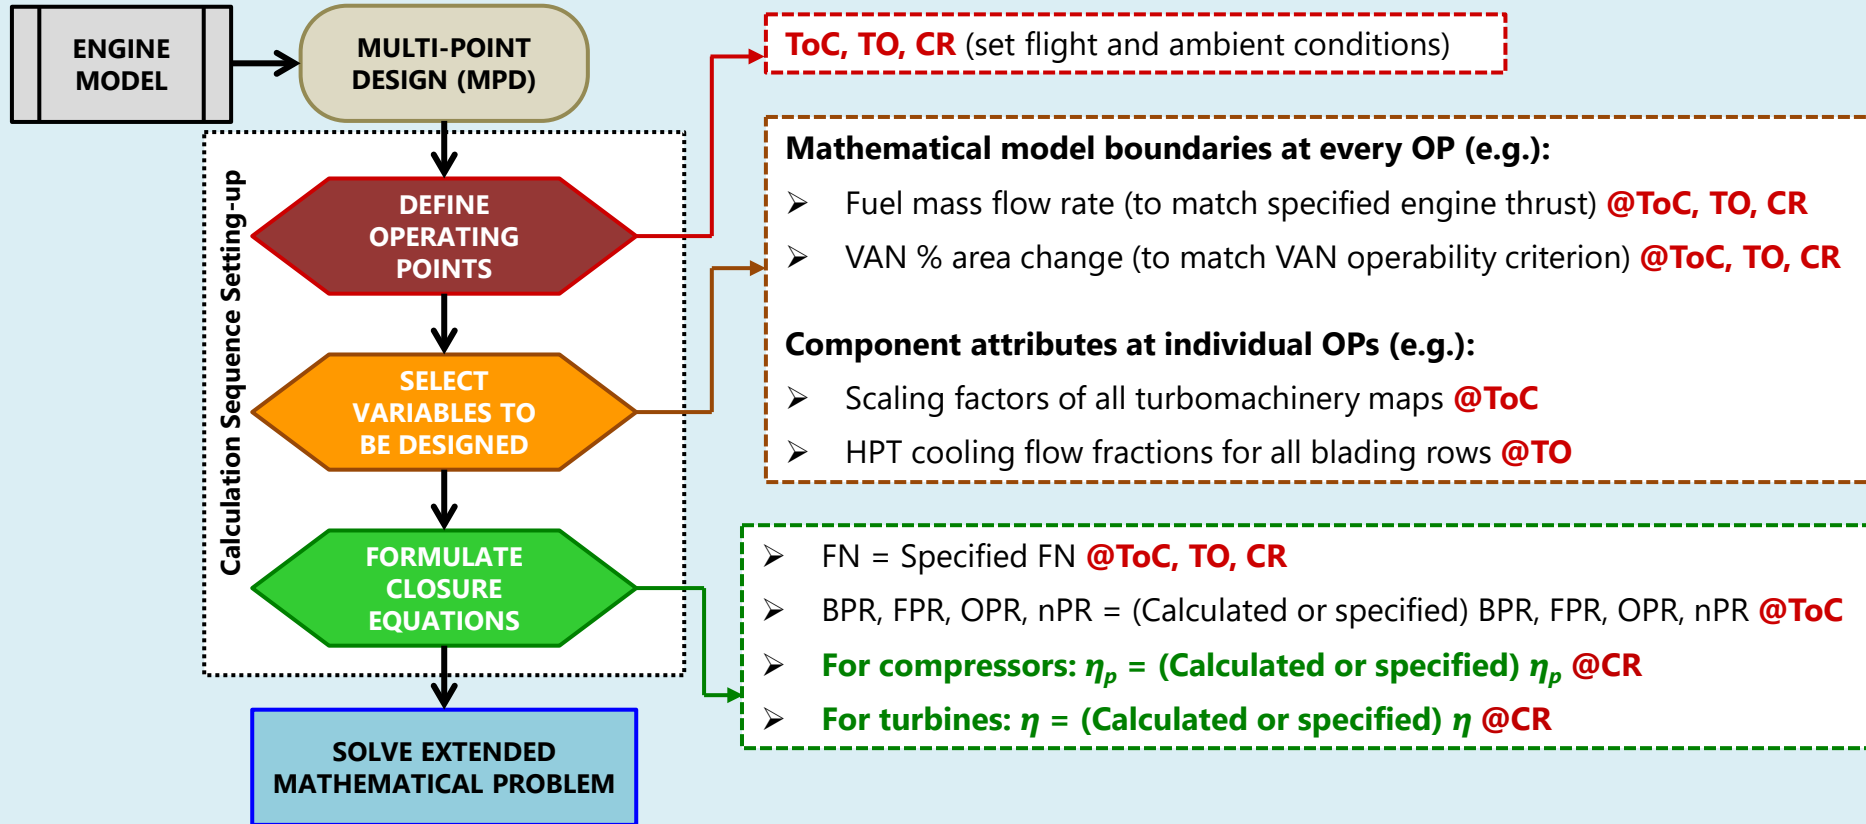 ENGINE
MODEL
MULTI-POINT
DESIGN (MPD)
ToC, TO, CR (set flight and ambient conditions)
Calculation Sequence Setting-up
DEFINE
OPERATING
POINTS
Mathematical model boundaries at every OP (e.g.):
➢ Fuel mass flow rate (to match specified engine thrust) @ToC, TO, CR
➢ VAN % area change (to match VAN operability criterion) @ToC, TO, CR
Component attributes at individual OPs (e.g.):
➢ Scaling factors of all turbomachinery maps @ToC
➢ HPT cooling flow fractions for all blading rows @TO
SELECT
VARIABLES TO
BE DESIGNED
FORMULATE
CLOSURE
EQUATIONS
➢ FN = Specified FN @ToC, TO, CR
➢ BPR, FPR, OPR, nPR = (Calculated or specified) BPR, FPR, OPR, nPR @ToC
➢ For compressors: η_p = (Calculated or specified) η_p @CR
➢ For turbines: η = (Calculated or specified) η @CR
SOLVE EXTENDED
MATHEMATICAL PROBLEM